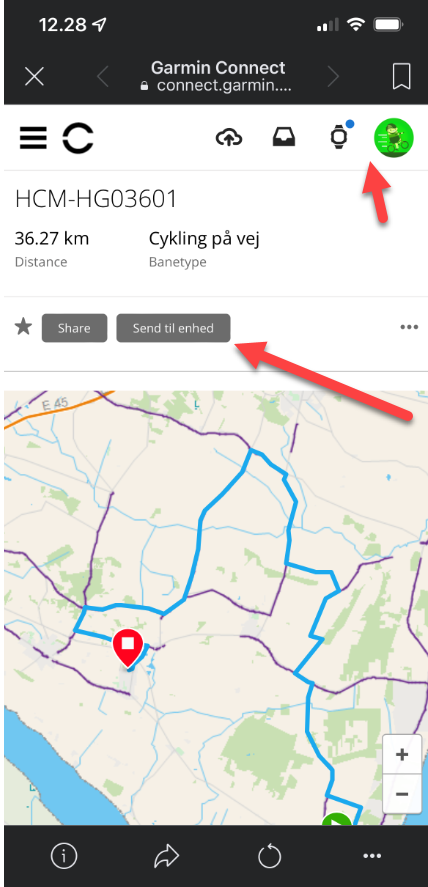 12.28
Garmin Connect
connect.garmin....
HCM-HG03601
36.27 km
Cykling på vej
Distance
Banetype
Share
Send til enhed
E 45
+
−